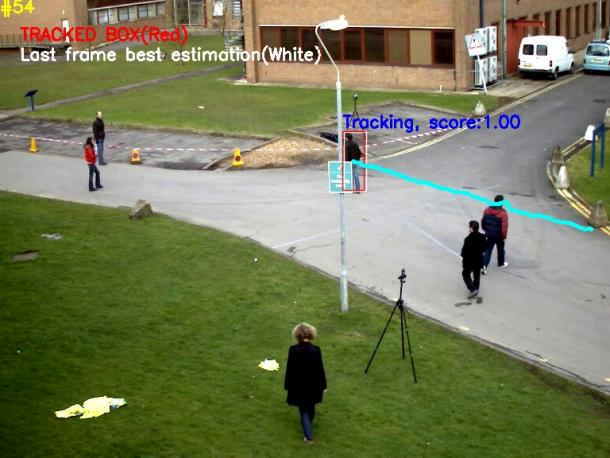 #54
TRACKED BOX(Red)
Last frame best estimation(White)
Tracking, score:1.00